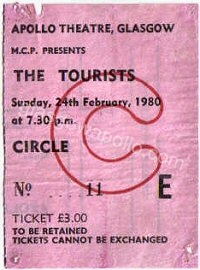 APOLLO THEATRE, GLASGOW
M.C.P. PRESENTS
THE TOURISTS
Sunday, 24th February, 1980
at 7.30 p.m.
CIRCLE
No ....11 E
TICKET £3.00
TO BE RETAINED
TICKETS CANNOT BE EXCHANGED